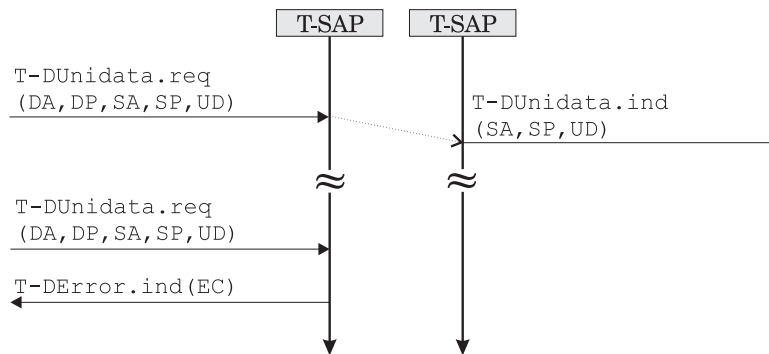 T-SAP T-SAP
T-DUnidata.req
(DA,DP,SA,SP,UD)
T-DUnidata.ind
(SA,SP,UD)
≈ ≈
T-DUnidata.req
(DA,DP,SA,SP,UD)
T-DError.ind(EC)